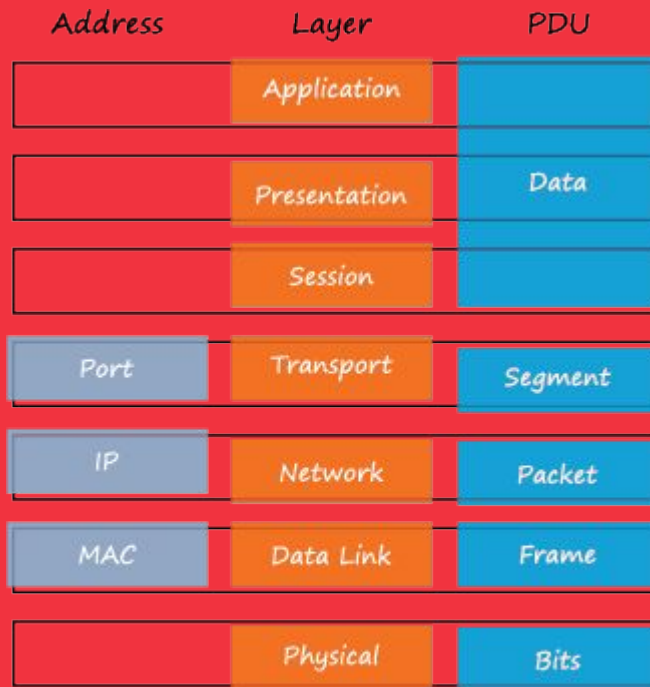 Address Layer PDU
Application
Presentation Data
Session
Port Transport Segment
IP Network Packet
MAC Data Link Frame
Physical Bits